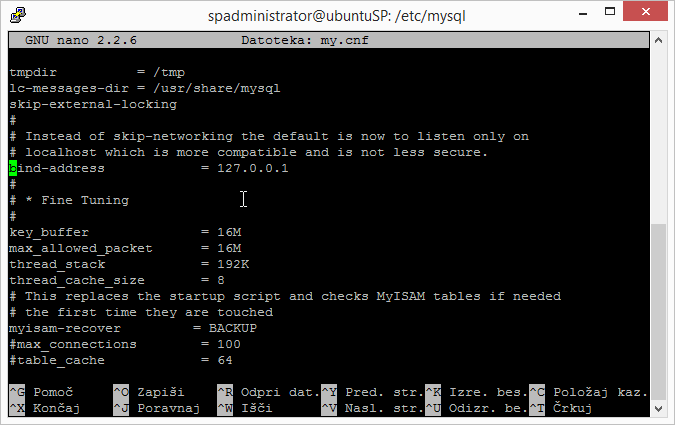 spadministrator@ubuntuSP: /etc/mysql
GNU nano 2.2.6 Datoteka: my.cnf
tmpdir = /tmp
lc-messages-dir = /usr/share/mysql
skip-external-locking
#
# Instead of skip-networking the default is now to listen only on
# localhost which is more compatible and is not less secure.
bind-address = 127.0.0.1
#
# * Fine Tuning
#
key_buffer = 16M
max_allowed_packet = 16M
thread_stack = 192K
thread_cache_size = 8
# This replaces the startup script and checks MyISAM tables if needed
# the first time they are touched
myisam-recover = BACKUP
#max_connections = 100
#table_cache = 64
^G Pomoč ^O Zapiši ^R Odpri dat. ^Y Pred. str. ^K Izre. bes. ^C Položaj kaz.
^X Končaj ^J Poravnaj ^W Išči ^V Nasl. str. ^U Odizr. be. ^T Črkuj